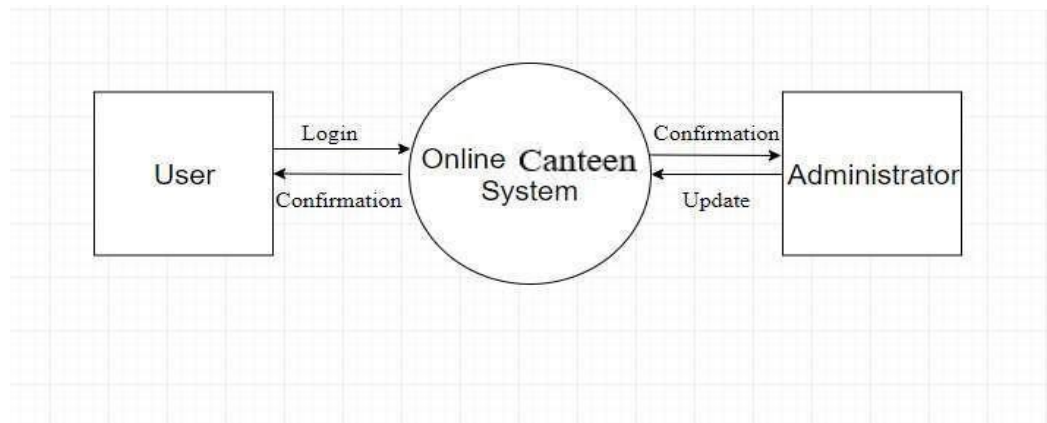 User
Login
Confirmation
Online Canteen
System
Confirmation
Update
Administrator